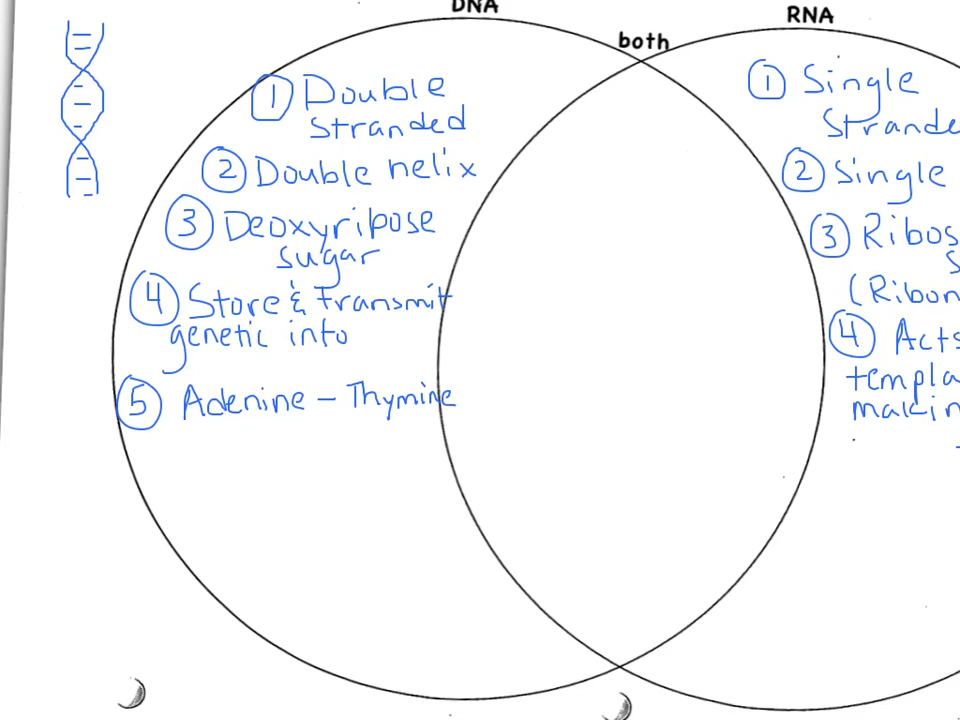 DNA
both
RNA
① Double
stranded
② Double helix
③ Deoxyribose
sugar
④ Store & Transmit
genetic info
⑤ Adenine – Thymine
① Single
Strande
② Single
③ Ribos
s
(Ribon
④ Acts
templa
makin